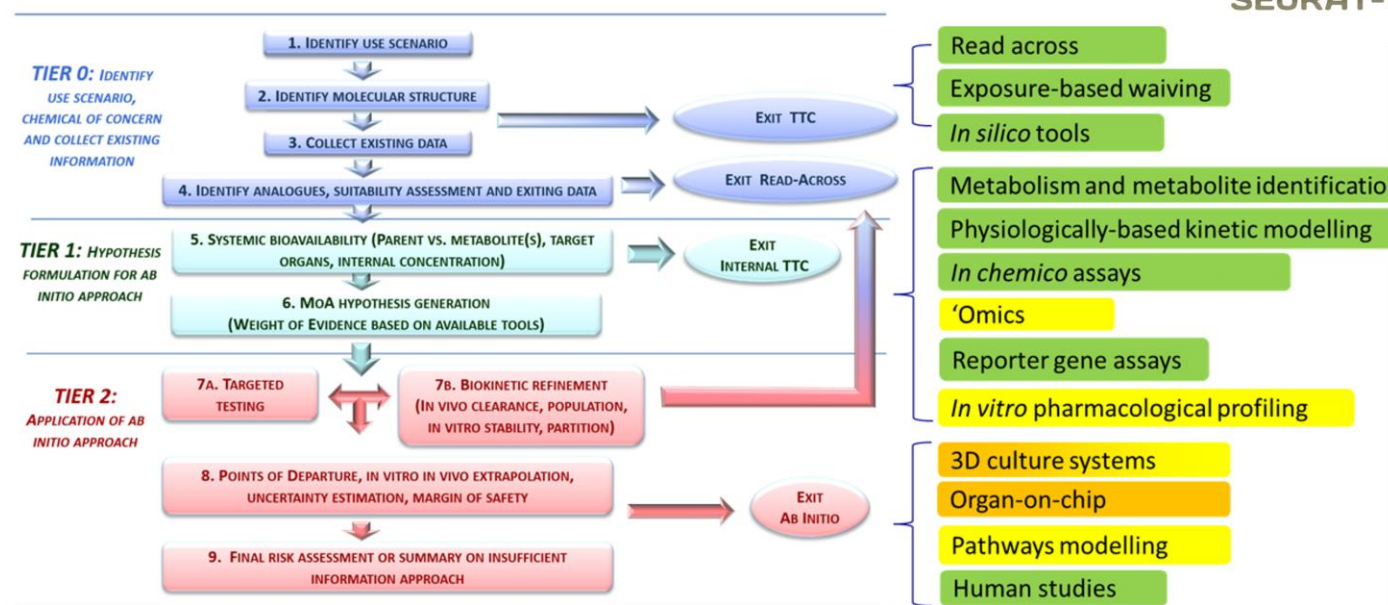 SEURAT-
TIER 0: IDENTIFY
USE SCENARIO,
CHEMICAL OF CONCERN
AND COLLECT EXISTING
INFORMATION
1. IDENTIFY USE SCENARIO
2. IDENTIFY MOLECULAR STRUCTURE
3. COLLECT EXISTING DATA
4. IDENTIFY ANALOGUES, SUITABILITY ASSESSMENT AND EXITING DATA
EXIT TTC
EXIT READ-ACROSS
TIER 1: HYPOTHESIS
FORMULATION FOR AB
INITIO APPROACH
5. SYSTEMIC BIOAVAILABILITY (PARENT VS. METABOLITE(S), TARGET
ORGANS, INTERNAL CONCENTRATION)
6. MOA HYPOTHESIS GENERATION
(WEIGHT OF EVIDENCE BASED ON AVAILABLE TOOLS)
EXIT
INTERNAL TTC
TIER 2:
APPLICATION OF AB
INITIO APPROACH
7A. TARGETED
TESTING
7B. BIOKINETIC REFINEMENT
(IN VIVO CLEARANCE, POPULATION,
IN VITRO STABILITY, PARTITION)
8. POINTS OF DEPARTURE, IN VITRO IN VIVO EXTRAPOLATION,
UNCERTAINTY ESTIMATION, MARGIN OF SAFETY
9. FINAL RISK ASSESSMENT OR SUMMARY ON INSUFFICIENT
INFORMATION APPROACH
EXIT
AB INITIO
Read across
Exposure-based waiving
In silico tools
Metabolism and metabolite identificatio
Physiologically-based kinetic modelling
In chemico assays
‘Omics
Reporter gene assays
In vitro pharmacological profiling
3D culture systems
Organ-on-chip
Pathways modelling
Human studies